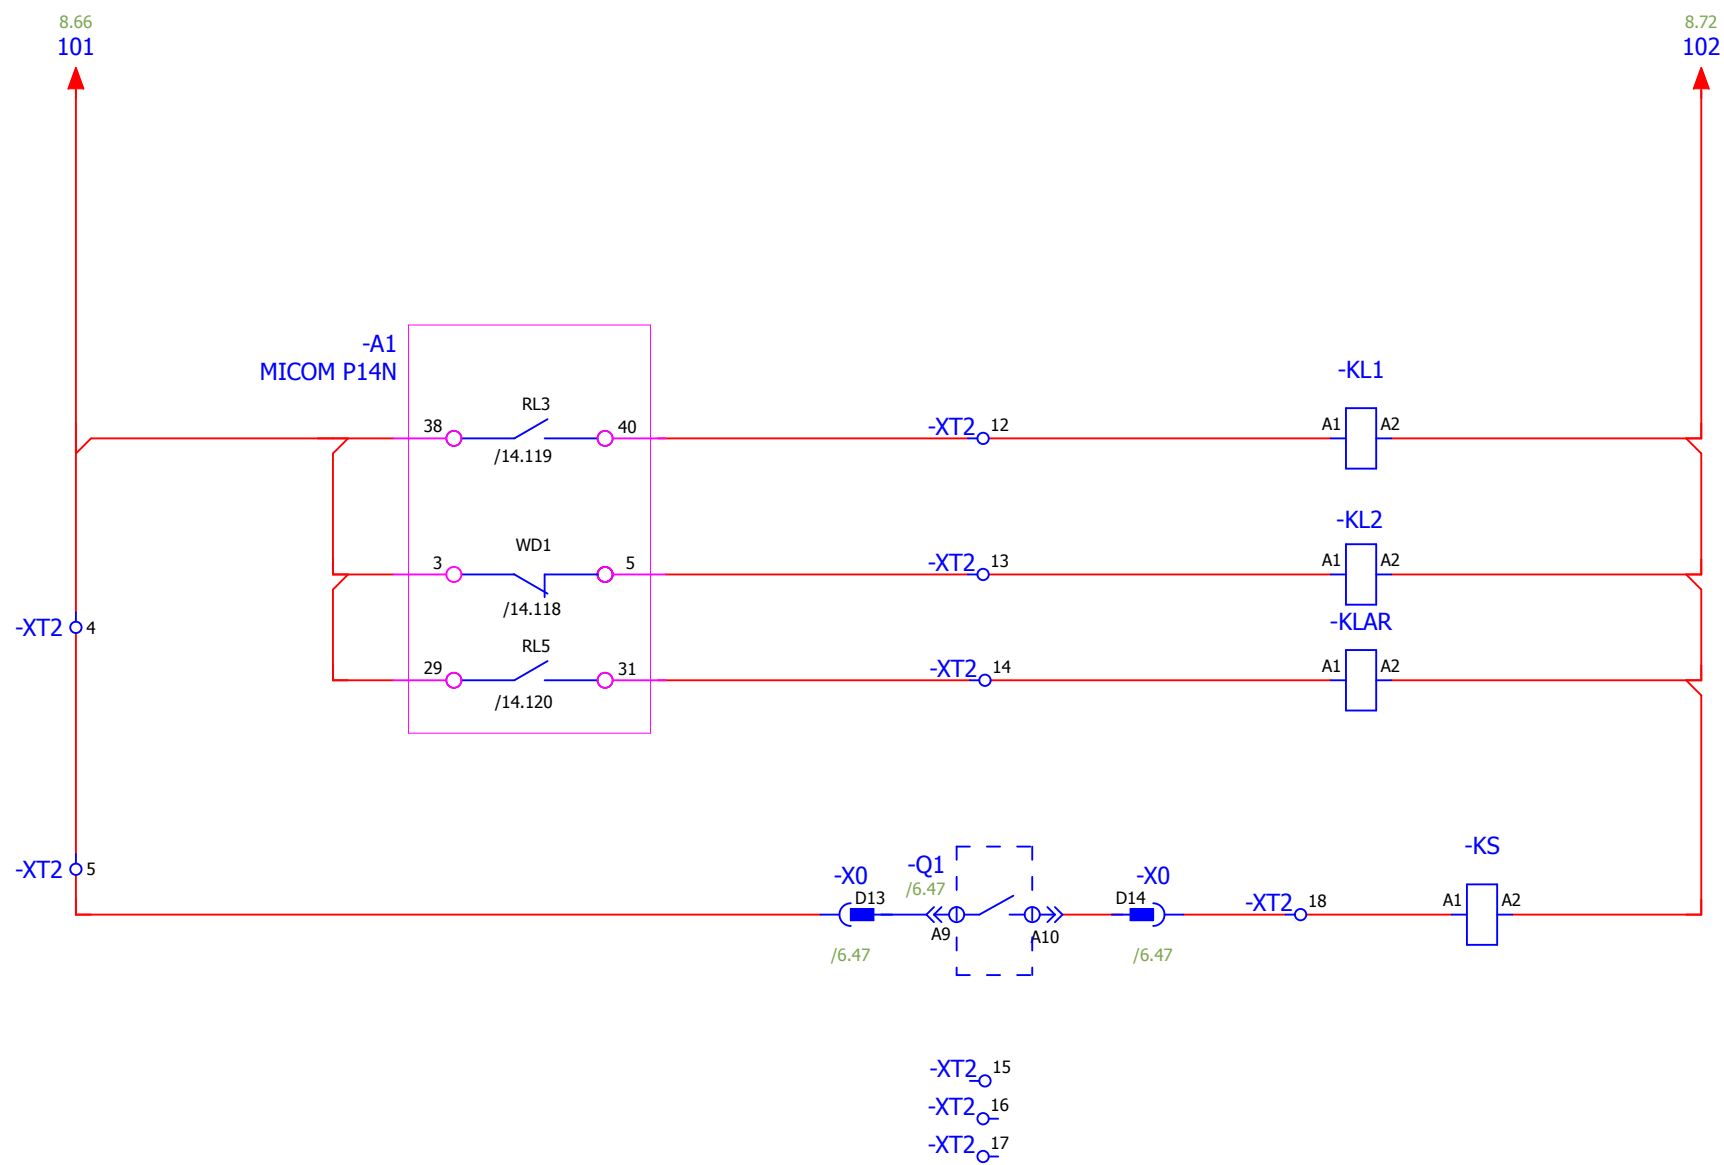 8.66
101
8.72
102
-A1
MICOM P14N
RL3
38
40
/14.119
-XT2 12
-KL1
A1
A2
WD1
3
5
/14.118
-XT2 13
-KL2
A1
A2
-XT2 4
RL5
29
31
/14.120
-XT2 14
-KLAR
A1
A2
-XT2 5
-X0
D13
/6.47
-Q1
/6.47
A9
A10
-X0
D14
/6.47
-XT2 18
-KS
A1
A2
-XT2 15
-XT2 16
-XT2 17